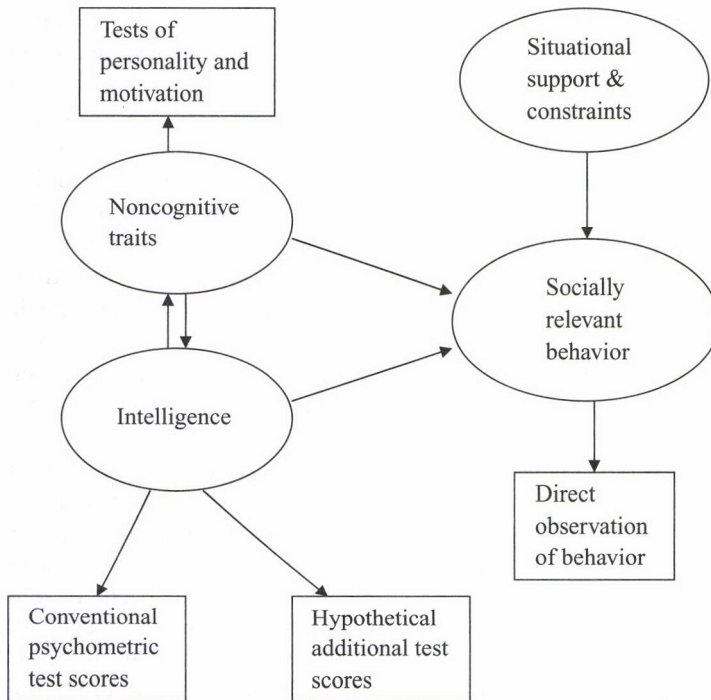 Tests of
personality and
motivation
Situational
support &
constraints
Noncognitive
traits
Socially
relevant
behavior
Intelligence
Direct
observation
of behavior
Conventional
psychometric
test scores
Hypothetical
additional test
scores